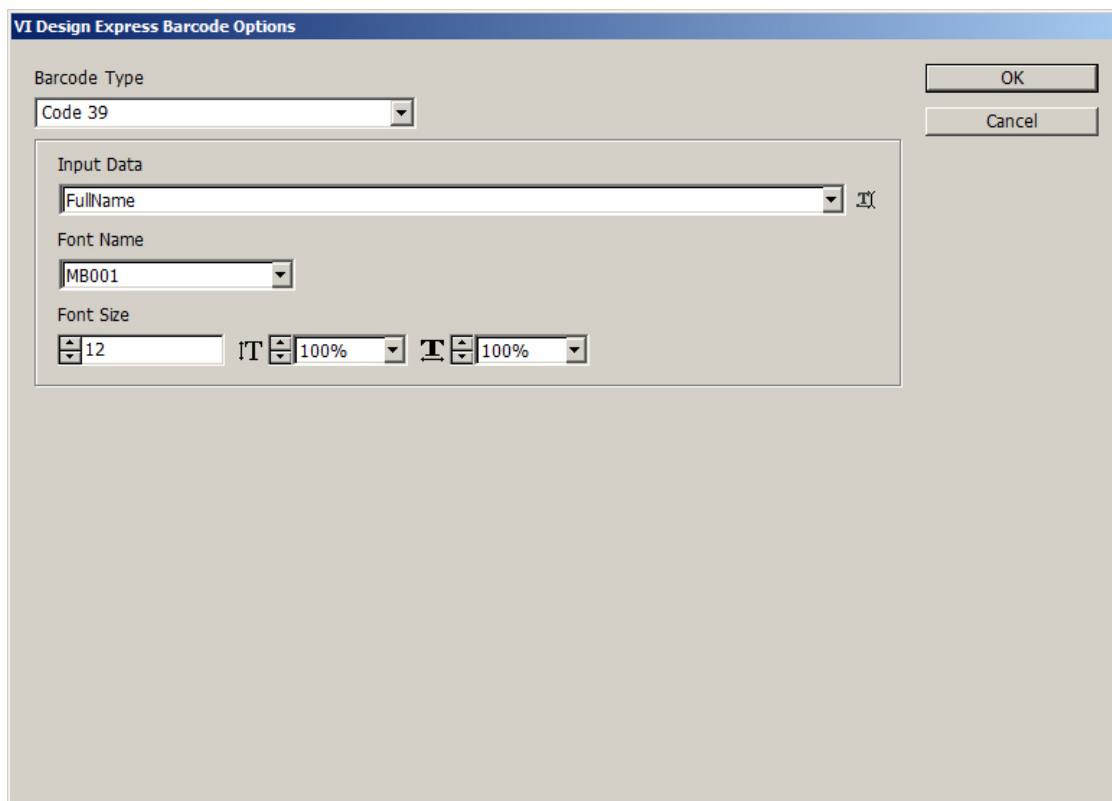 VI Design Express Barcode Options
Barcode Type
OK
Code 39
Cancel
Input Data
FullName
Font Name
MB001
Font Size
12 100% 100%